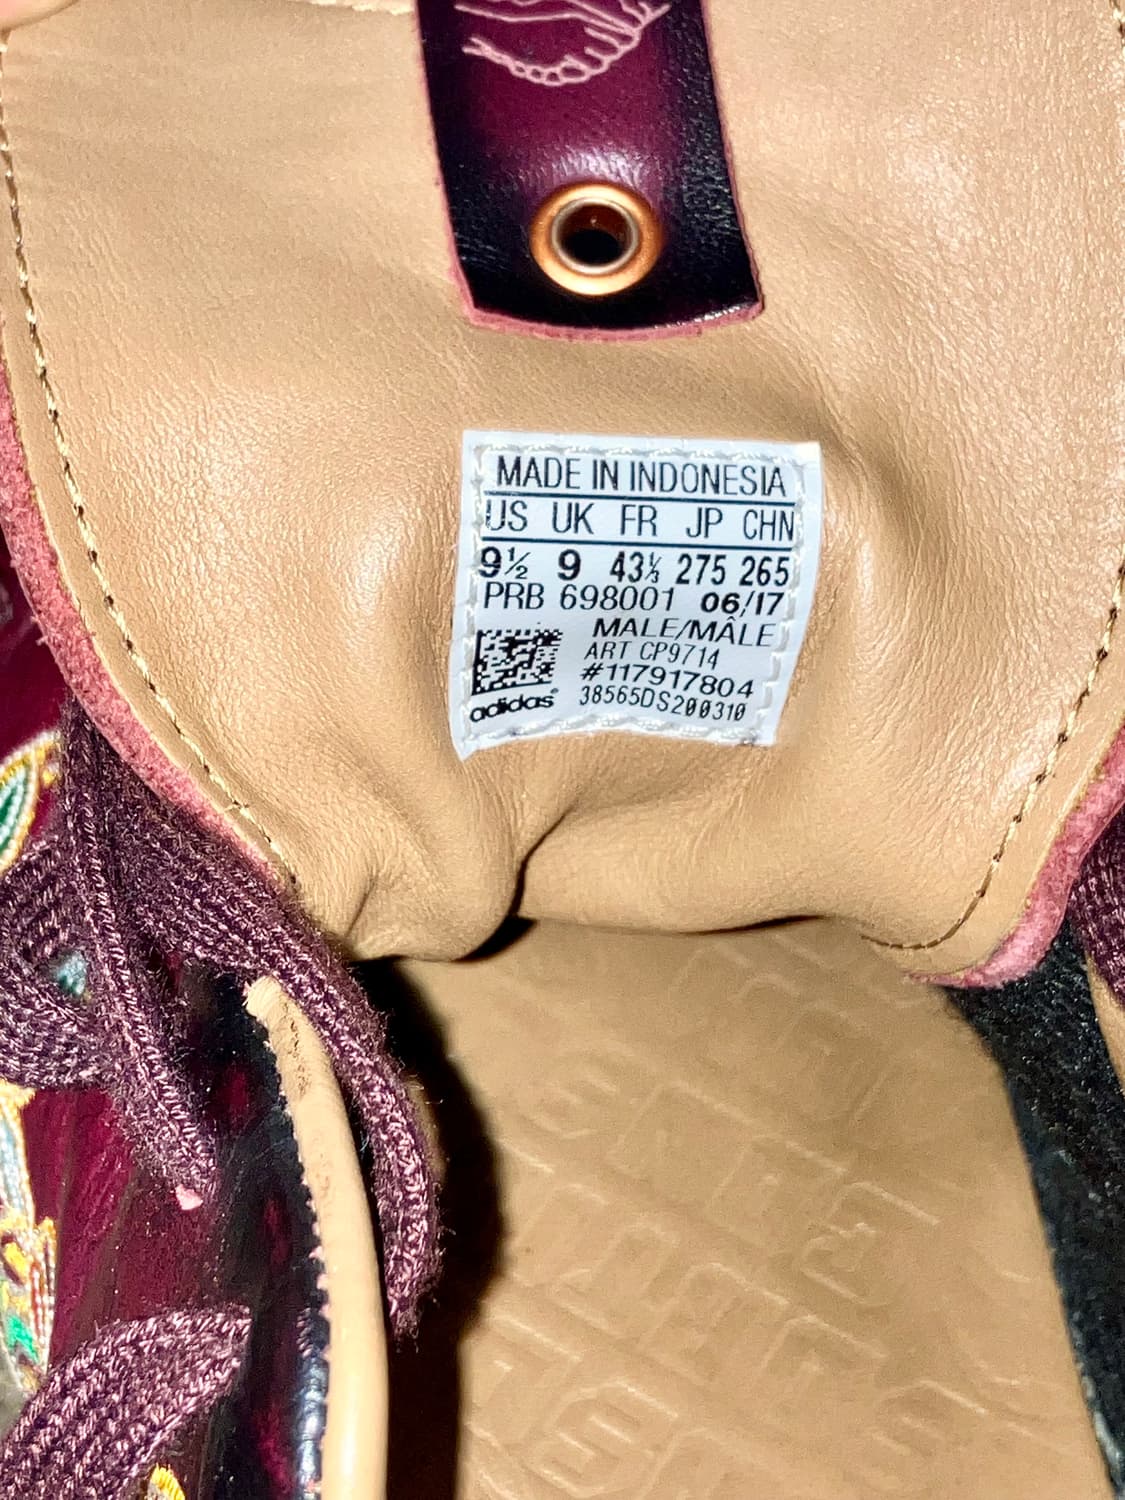 MADE IN INDONESIA
US UK FR JP CHN
9½ 9 43⅓ 275 265
PRB 698001 06/17
MALE/MÂLE
ART CP9714
#117917804
adidas® 38565DS200310